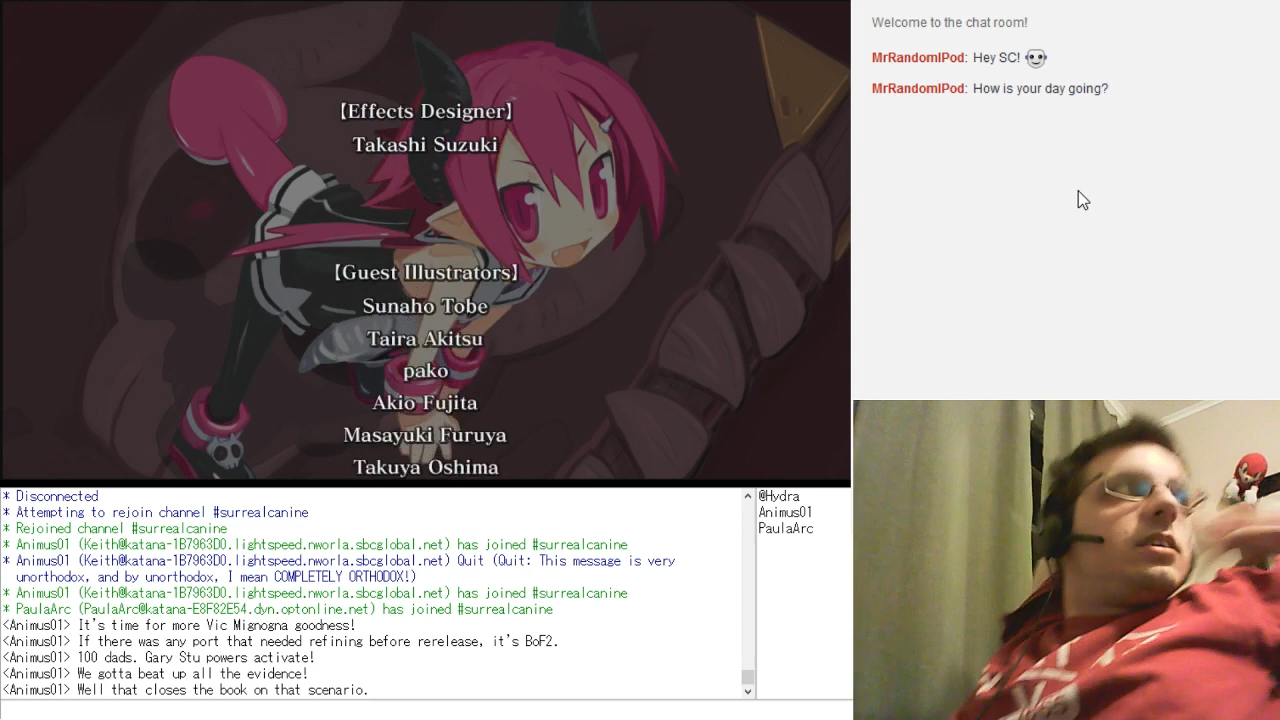 【Effects Designer】
Takashi Suzuki
【Guest Illustrators】
Sunaho Tobe
Taira Akitsu
pako
Akio Fujita
Masayuki Furuya
Takuya Oshima
Welcome to the chat room!
MrRandomIPod: Hey SC!
MrRandomIPod: How is your day going?
* Disconnected
* Attempting to rejoin channel #surrealcanine
* Rejoined channel #surrealcanine
* Animus01 (Keith@katana-1B7963D0.lightspeed.nworla.sbcglobal.net) has joined #surrealcanine
* Animus01 (Keith@katana-1B7963D0.lightspeed.nworla.sbcglobal.net) Quit (Quit: This message is very
unorthodox, and by unorthodox, I mean COMPLETELY ORTHODOX!)
* Animus01 (Keith@katana-1B7963D0.lightspeed.nworla.sbcglobal.net) has joined #surrealcanine
* PaulaArc (PaulaArc@katana-E8F82E54.dyn.optonline.net) has joined #surrealcanine
<Animus01> It's time for more Vic Mignogna goodness!
<Animus01> If there was any port that needed refining before rerelease, it's BoF2.
<Animus01> 100 dads. Gary Stu powers activate!
<Animus01> We gotta beat up all the evidence!
<Animus01> Well that closes the book on that scenario.
@Hydra
Animus01
PaulaArc